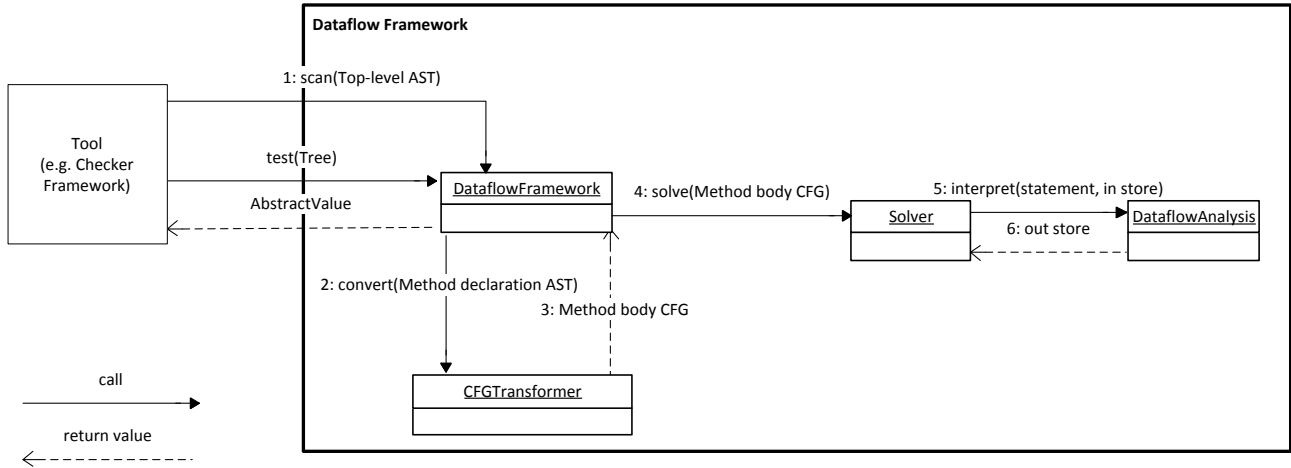 Dataflow Framework
1: scan(Top-level AST)
Tool
(e.g. Checker
Framework)
test(Tree)
AbstractValue
DataflowFramework
4: solve(Method body CFG)
Solver
5: interpret(statement, in store)
6: out store
DataflowAnalysis
2: convert(Method declaration AST)
3: Method body CFG
CFGTransformer
call
return value